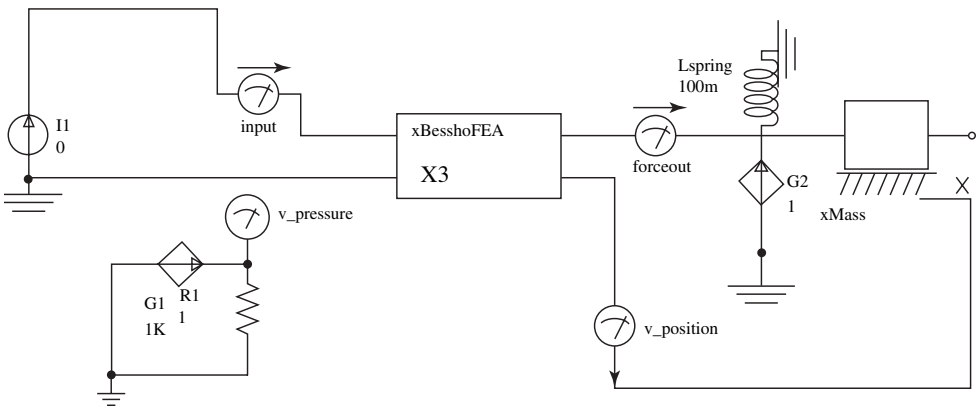 I1
0
input
xBesshoFEA
X3
Lspring
100m
forceout
G2
1
xMass
X
v_pressure
G1
1K
R1
1
v_position